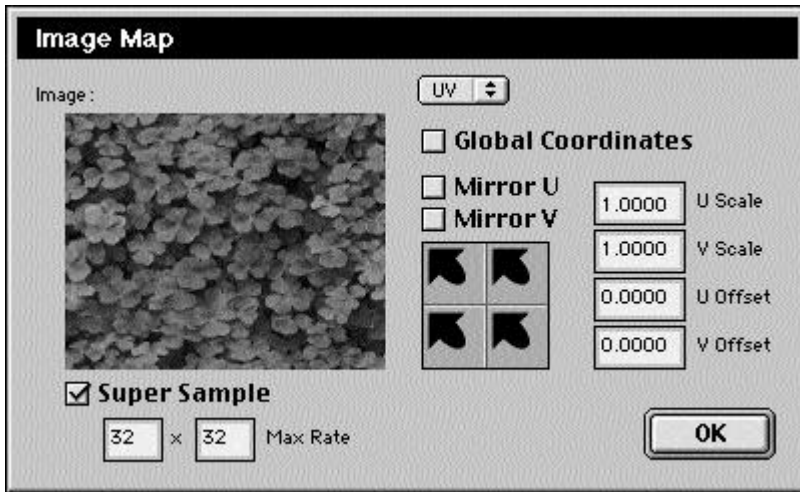 Image Map
Image :
UV
Global Coordinates
Mirror U
Mirror V
1.0000 U Scale
1.0000 V Scale
0.0000 U Offset
0.0000 V Offset
Super Sample
32 x 32 Max Rate
OK